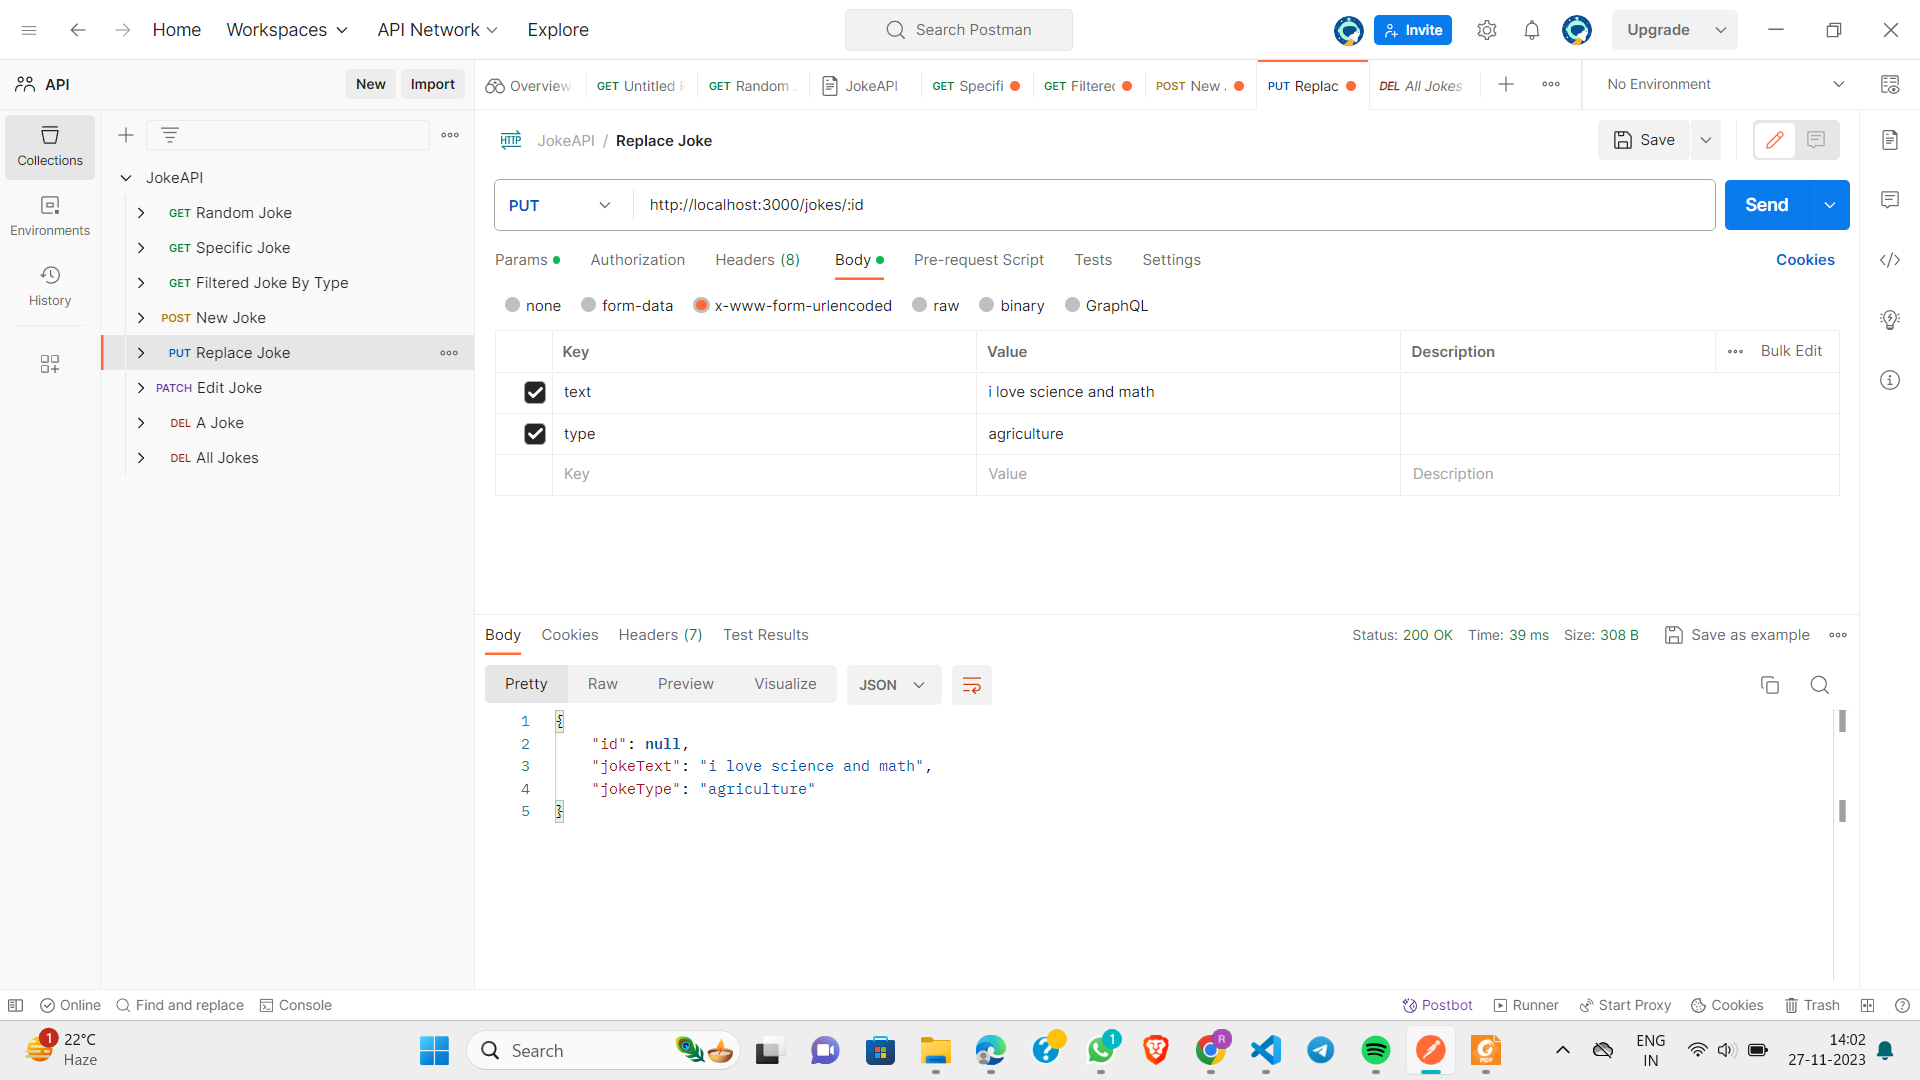 Home Workspaces API Network Explore Search Postman Invite Upgrade
API New Import Overview GET Untitled GET Random JokeAPI GET Specifi GET Filterec POST New PUT Replac DEL All Jokes No Environment
Collections
Environments
History
JokeAPI
GET Random Joke
GET Specific Joke
GET Filtered Joke By Type
POST New Joke
PUT Replace Joke
PATCH Edit Joke
DEL A Joke
DEL All Jokes
HTTP JokeAPI / Replace Joke Save
PUT http://localhost:3000/jokes/:id Send
Params Authorization Headers (8) Body Pre-request Script Tests Settings Cookies
none form-data x-www-form-urlencoded raw binary GraphQL
Key Value Description Bulk Edit
text i love science and math
type agriculture
Key Value Description
Body Cookies Headers (7) Test Results Status: 200 OK Time: 39 ms Size: 308 B Save as example
Pretty Raw Preview Visualize JSON
1 {
2 "id": null,
3 "jokeText": "i love science and math",
4 "jokeType": "agriculture"
5 }
Online Find and replace Console Postbot Runner Start Proxy Cookies Trash
1 22°C
Haze
Search
1
R
PDF
ENG
IN
14:02
27-11-2023